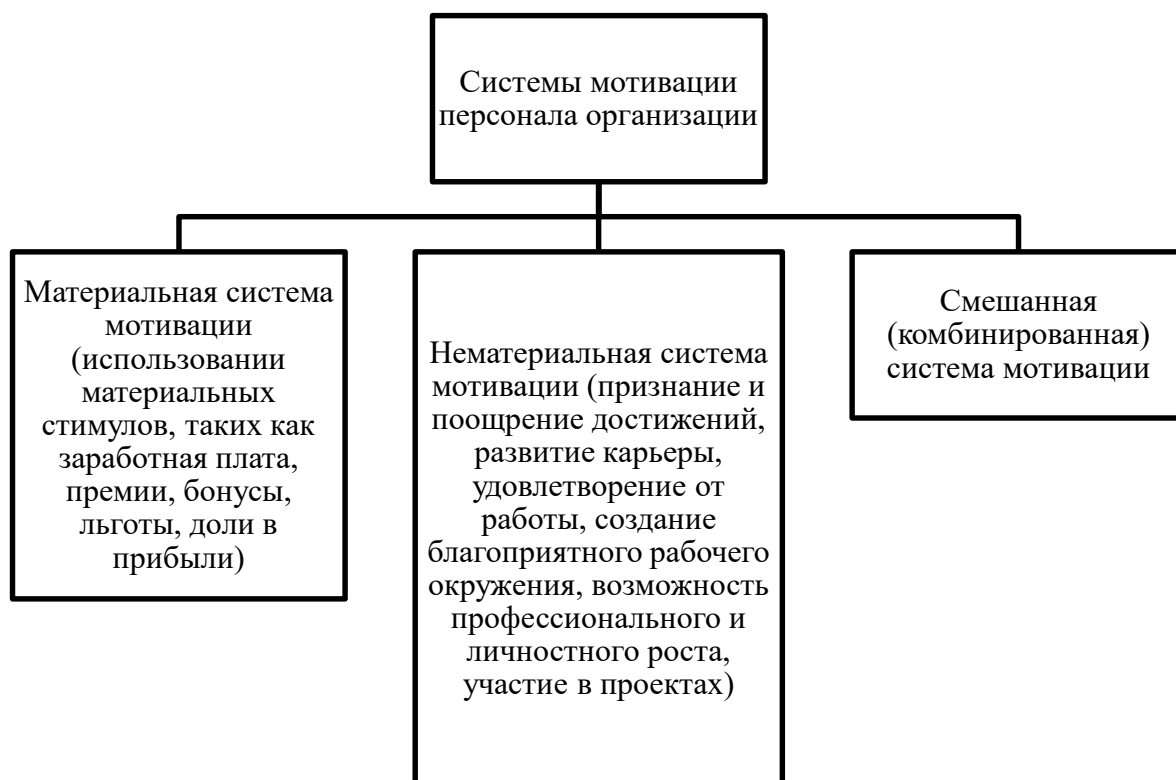 Системы мотивации
персонала организации
Материальная система
мотивации
(использовании
материальных
стимулов, таких как
заработная плата,
премии, бонусы,
льготы, доли в
прибыли)
Нематериальная система
мотивации (признание и
поощрение достижений,
развитие карьеры,
удовлетворение от
работы, создание
благоприятного рабочего
окружения, возможность
профессионального и
личностного роста,
участие в проектах)
Смешанная
(комбинированная)
система мотивации